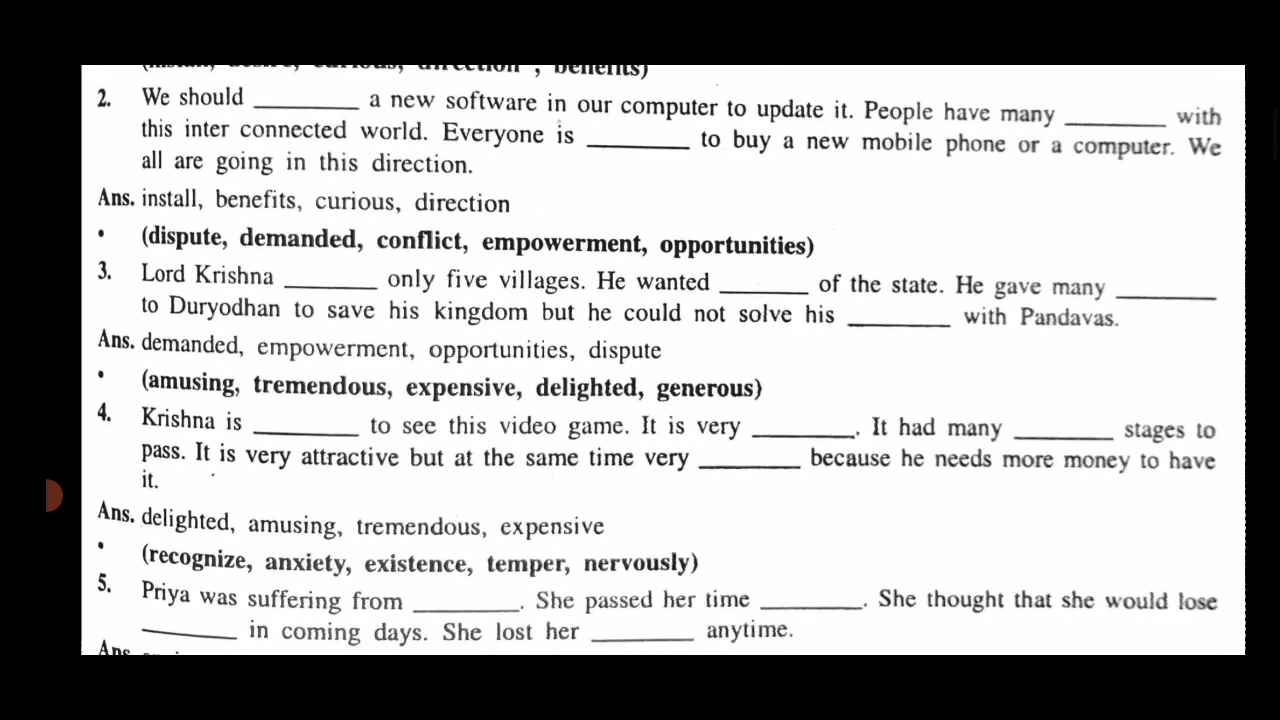 (install, desire, curious, direction , benefits)
2. We should ________ a new software in our computer to update it. People have many ________ with
this inter connected world. Everyone is ________ to buy a new mobile phone or a computer. We
all are going in this direction.
Ans. install, benefits, curious, direction
• (dispute, demanded, conflict, empowerment, opportunities)
3. Lord Krishna ________ only five villages. He wanted ________ of the state. He gave many ________
to Duryodhan to save his kingdom but he could not solve his ________ with Pandavas.
Ans. demanded, empowerment, opportunities, dispute
• (amusing, tremendous, expensive, delighted, generous)
4. Krishna is ________ to see this video game. It is very ________. It had many ________ stages to
pass. It is very attractive but at the same time very ________ because he needs more money to have
it.
Ans. delighted, amusing, tremendous, expensive
• (recognize, anxiety, existence, temper, nervously)
5. Priya was suffering from ________. She passed her time ________. She thought that she would lose
________ in coming days. She lost her ________ anytime.
Ans.